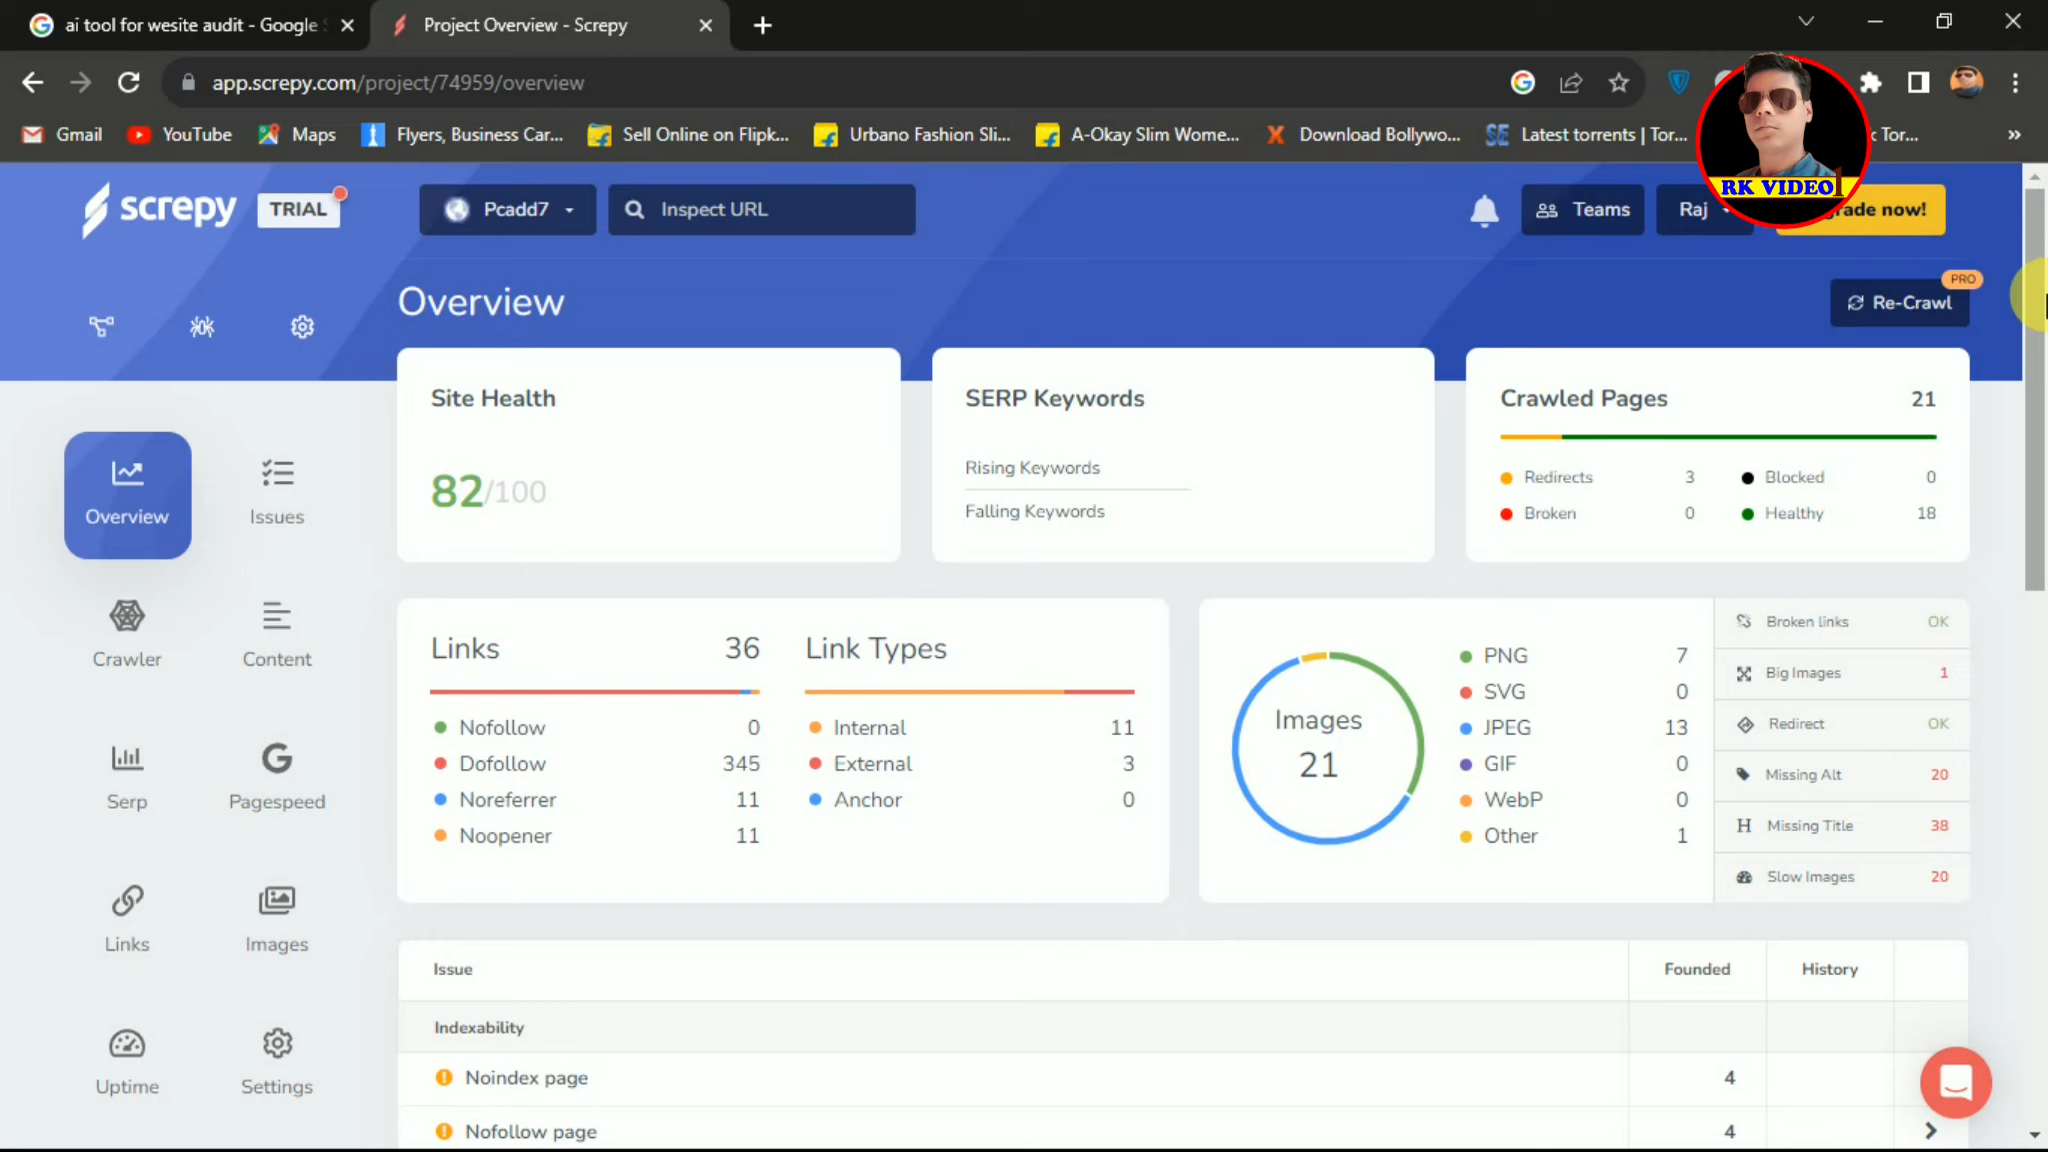 ai tool for wesite audit - Google
Project Overview - Screpy
app.screpy.com/project/74959/overview
Gmail
YouTube
Maps
Flyers, Business Car...
Sell Online on Flipk...
Urbano Fashion Sli...
A-Okay Slim Wome...
Download Bollywo...
Latest torrents | Tor...
Tor...
RK VIDEO1
screpy
TRIAL
Pcadd7
Inspect URL
Teams
Raj
grade now!
Overview
PRO
Re-Crawl
Site Health
82/100
SERP Keywords
Rising Keywords
Falling Keywords
Crawled Pages 21
Redirects 3
Blocked 0
Broken 0
Healthy 18
Overview
Issues
Crawler
Content
Serp
Pagespeed
Links
Images
Uptime
Settings
Links 36
Nofollow 0
Dofollow 345
Noreferrer 11
Noopener 11
Link Types
Internal 11
External 3
Anchor 0
Images
21
PNG 7
SVG 0
JPEG 13
GIF 0
WebP 0
Other 1
Broken links OK
Big Images 1
Redirect OK
Missing Alt 20
Missing Title 38
Slow Images 20
Issue Founded History
Indexability
Noindex page 4
Nofollow page 4